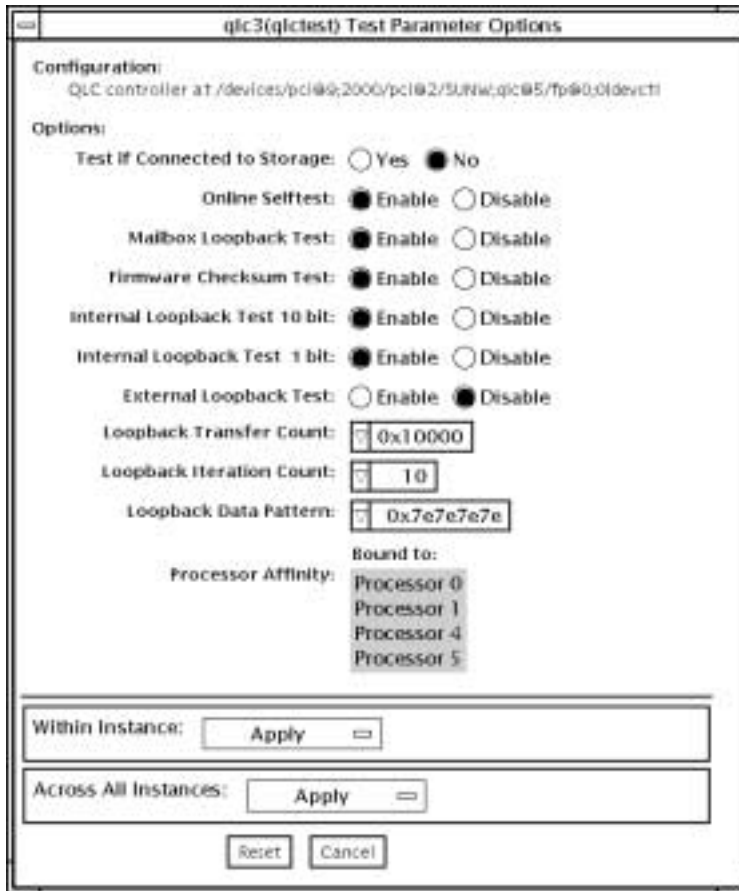 qlc3(qlctest) Test Parameter Options
Configuration:
QLC controller at /devices/pci@9,2000/pci@2/SUNW,qlc@5/fp@0,0:devctl
Options:
Test if Connected to Storage: Yes No
Online Selftest: Enable Disable
Mailbox Loopback Test: Enable Disable
Firmware Checksum Test: Enable Disable
Internal Loopback Test 10 bit: Enable Disable
Internal Loopback Test 1 bit: Enable Disable
External Loopback Test: Enable Disable
Loopback Transfer Count: 0x10000
Loopback Iteration Count: 10
Loopback Data Pattern: 0x7e7e7e7e
Bound to:
Processor Affinity:
Processor 0
Processor 1
Processor 4
Processor 5
Within Instance: Apply
Across All Instances: Apply
Reset Cancel